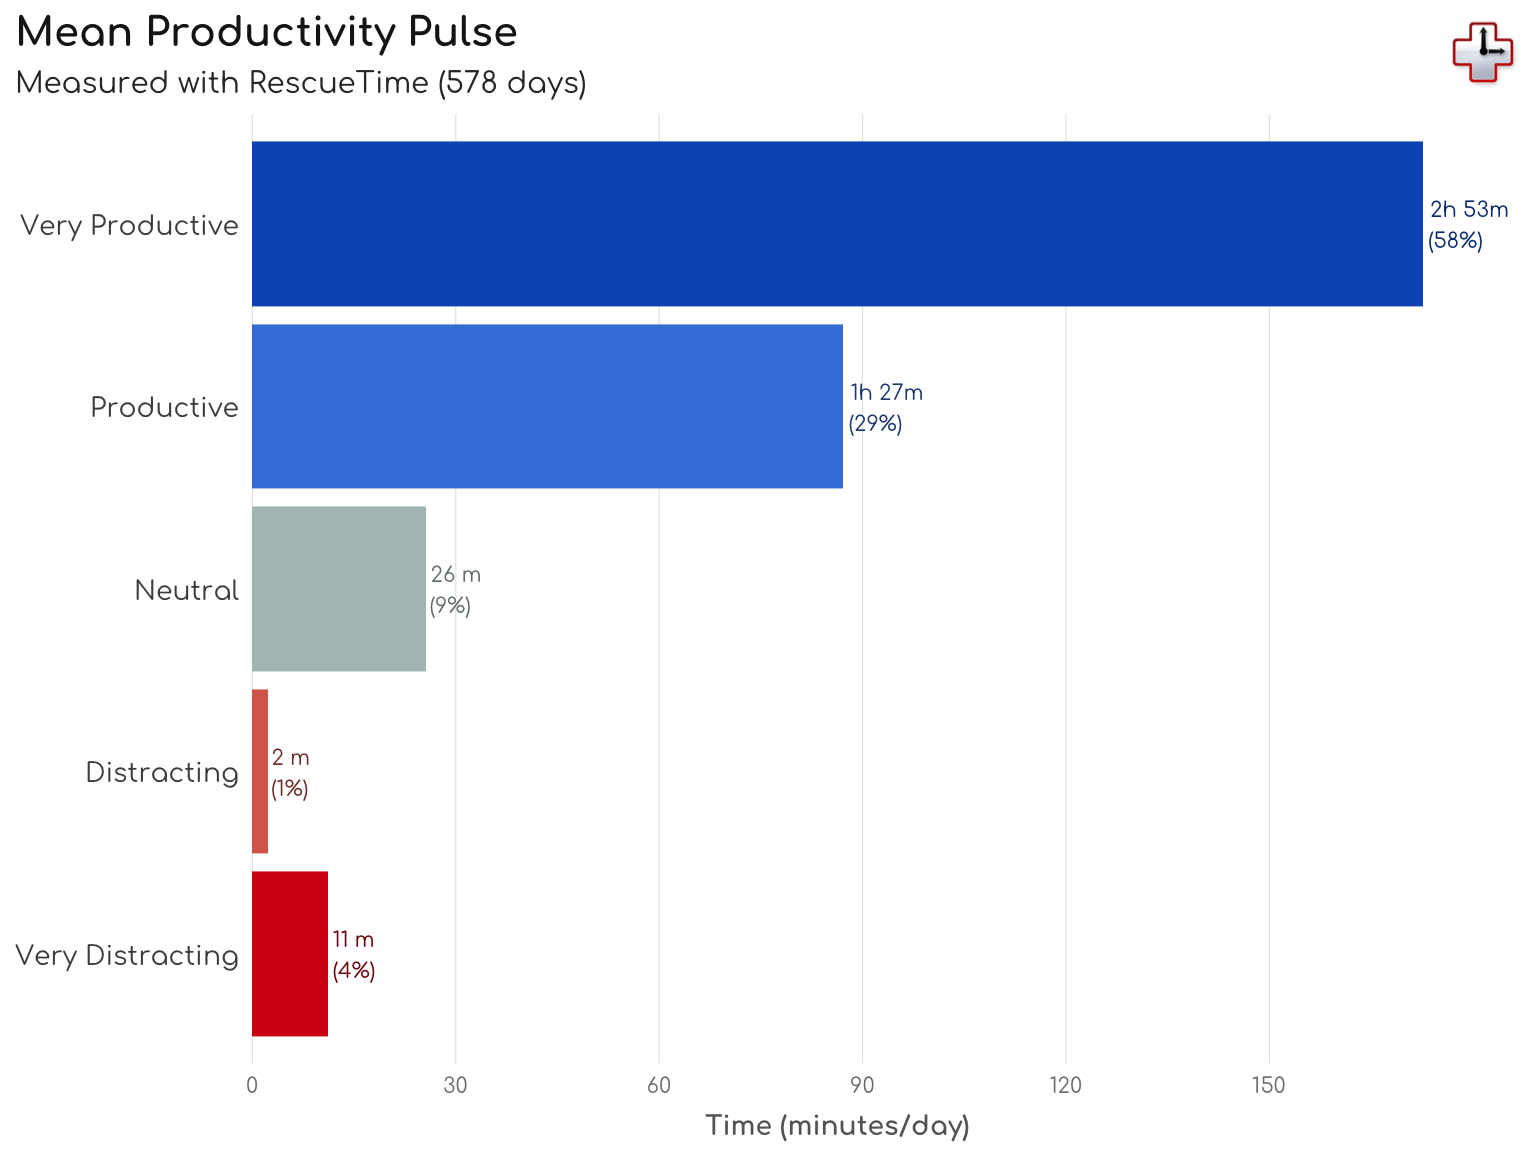 Mean Productivity Pulse
Measured with RescueTime (578 days)
Very Productive
2h 53m
(58%)
Productive
1h 27m
(29%)
Neutral
26 m
(9%)
Distracting
2 m
(1%)
Very Distracting
11 m
(4%)
0 30 60 90 120 150
Time (minutes/day)